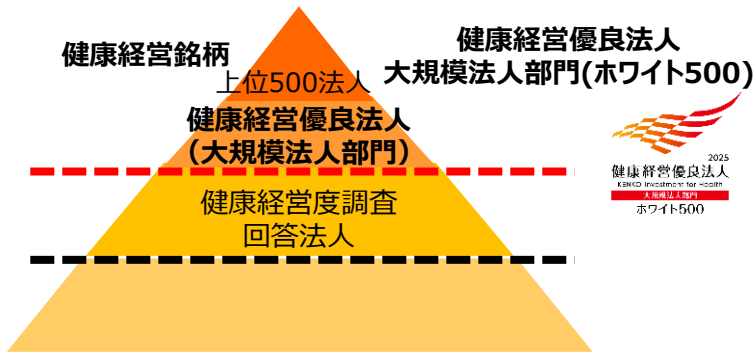 健康経営銘柄
健康経営優良法人
大規模法人部門(ホワイト500)
上位500法人
健康経営優良法人
（大規模法人部門）
健康経営度調査
回答法人
2025
健康経営優良法人
KENKO Investment for Health
大規模法人部門
ホワイト500